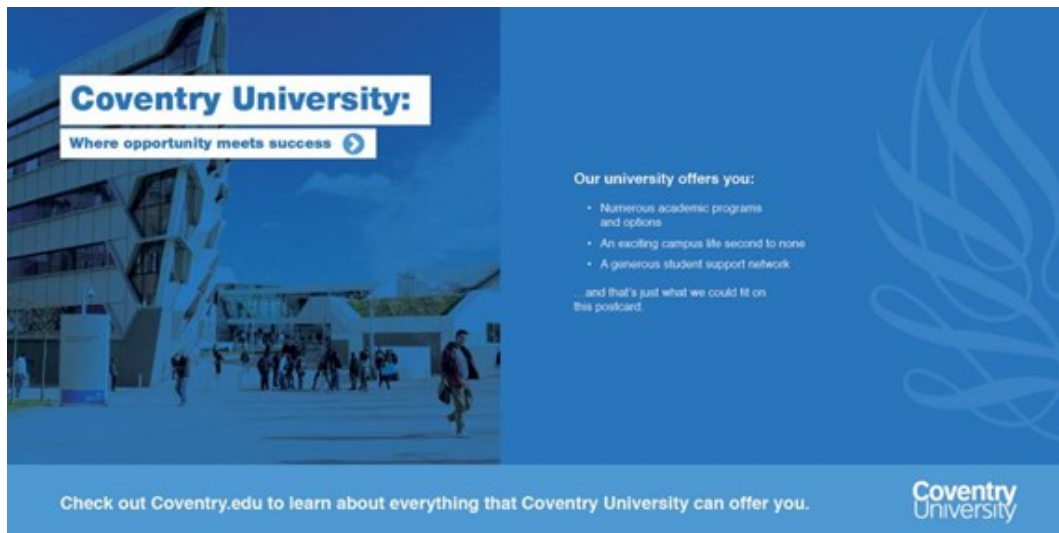 Coventry University:
Where opportunity meets success
Our university offers you:
• Numerous academic programs
and options
• An exciting campus life second to none
• A generous student support network
…and that's just what we could fit on
this postcard.
Check out Coventry.edu to learn about everything that Coventry University can offer you.
Coventry
University